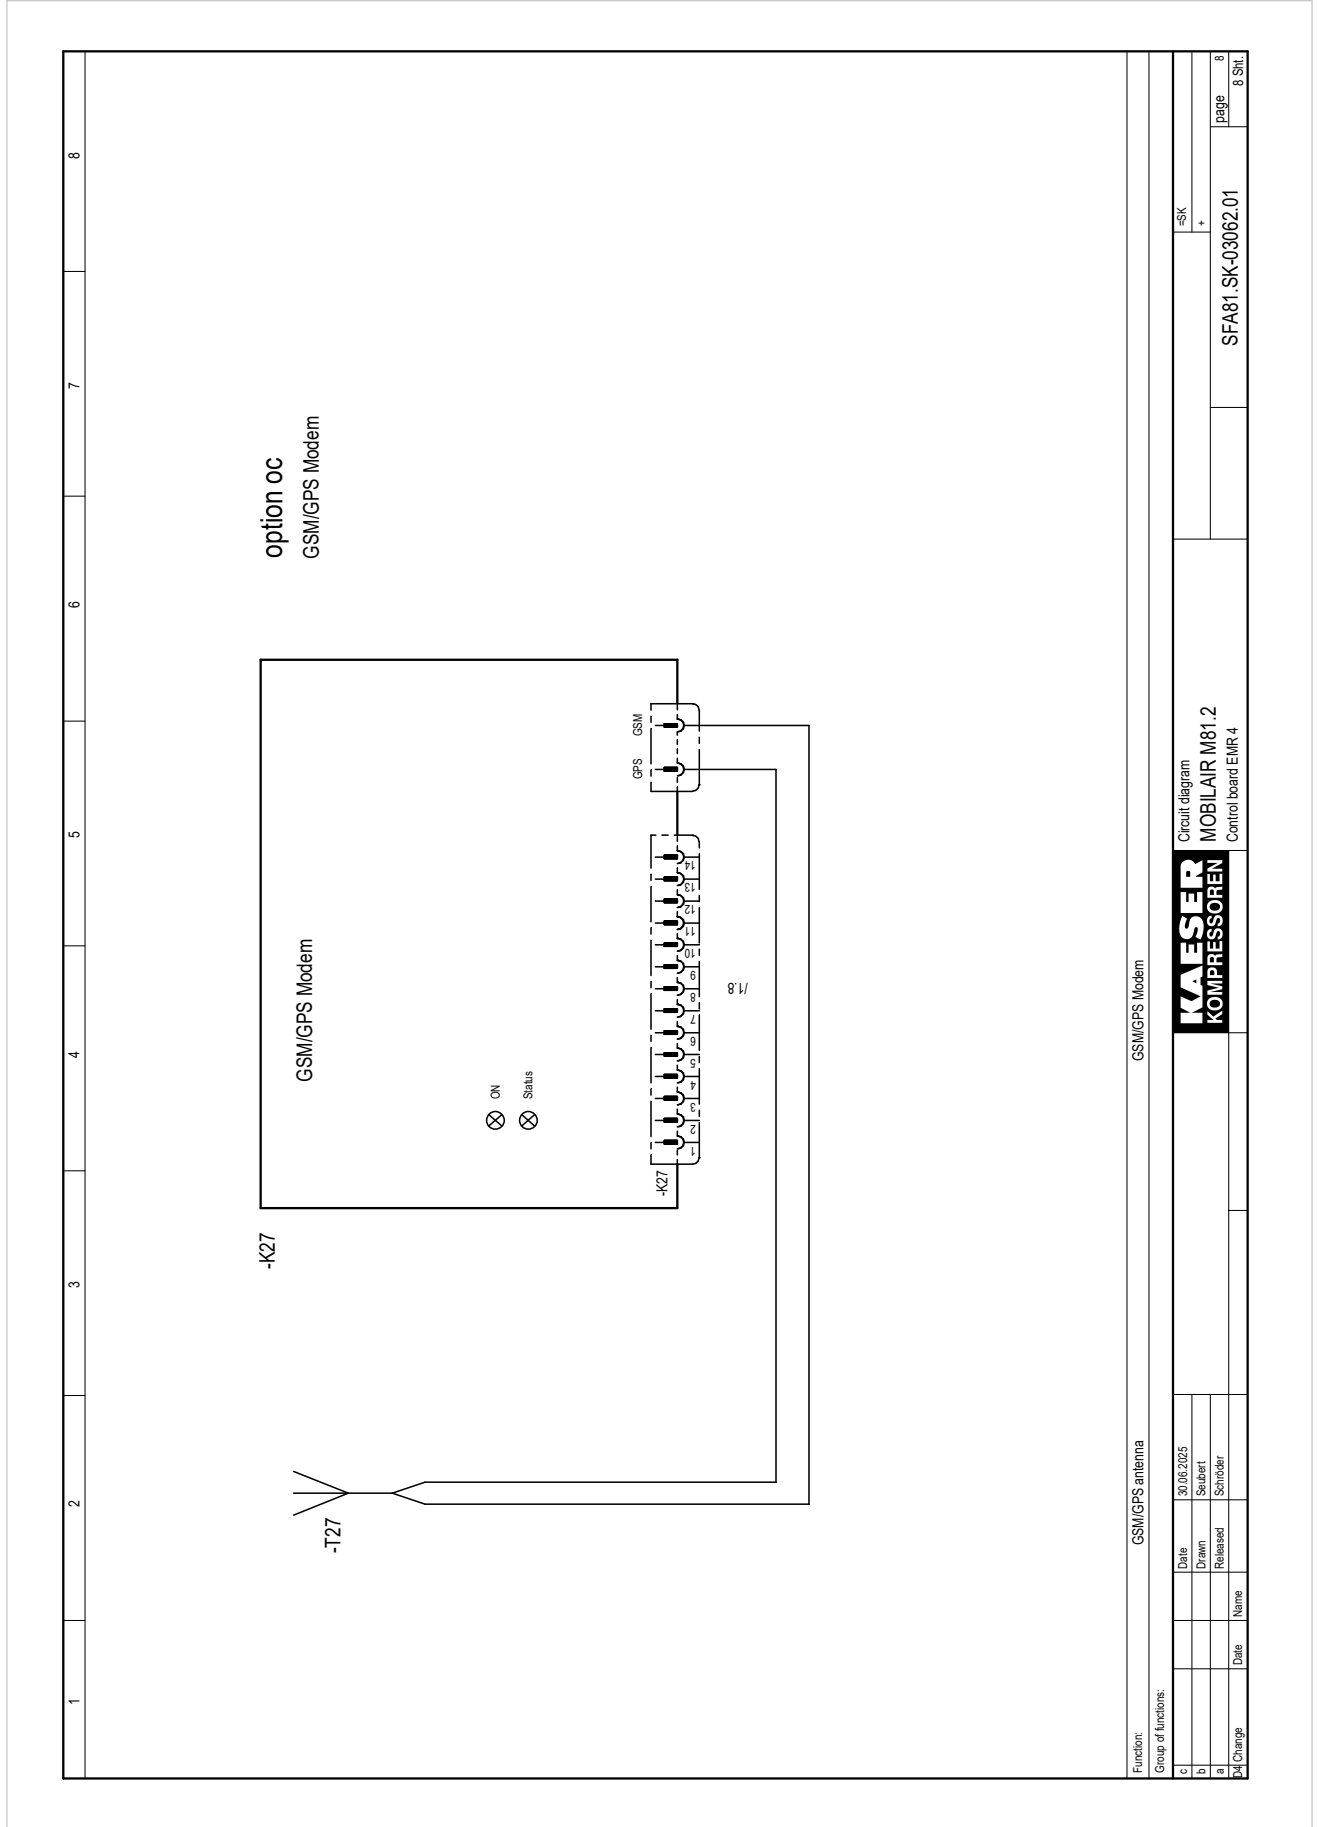 1
2
3
4
5
6
7
8
option oc
GSM/GPS Modem
-K27
GSM/GPS Modem
ON
Status
-T27
-K27
GPS
GSM
1
2
3
4
5
6
7
8
9
10
11
12
13
14
/1.8
Function:
GSM/GPS antenna
GSM/GPS Modem
Group of functions:
c
Date
30.06.2025
b
Drawn
Seubert
a
Released
Schröder
D4
Change
Date
Name
KAESER
KOMPRESSOREN
Circuit diagram
MOBILAIR M81.2
Control board EMR 4
=SK
+
SFA81.SK-03062.01
page 8
8 Sht.